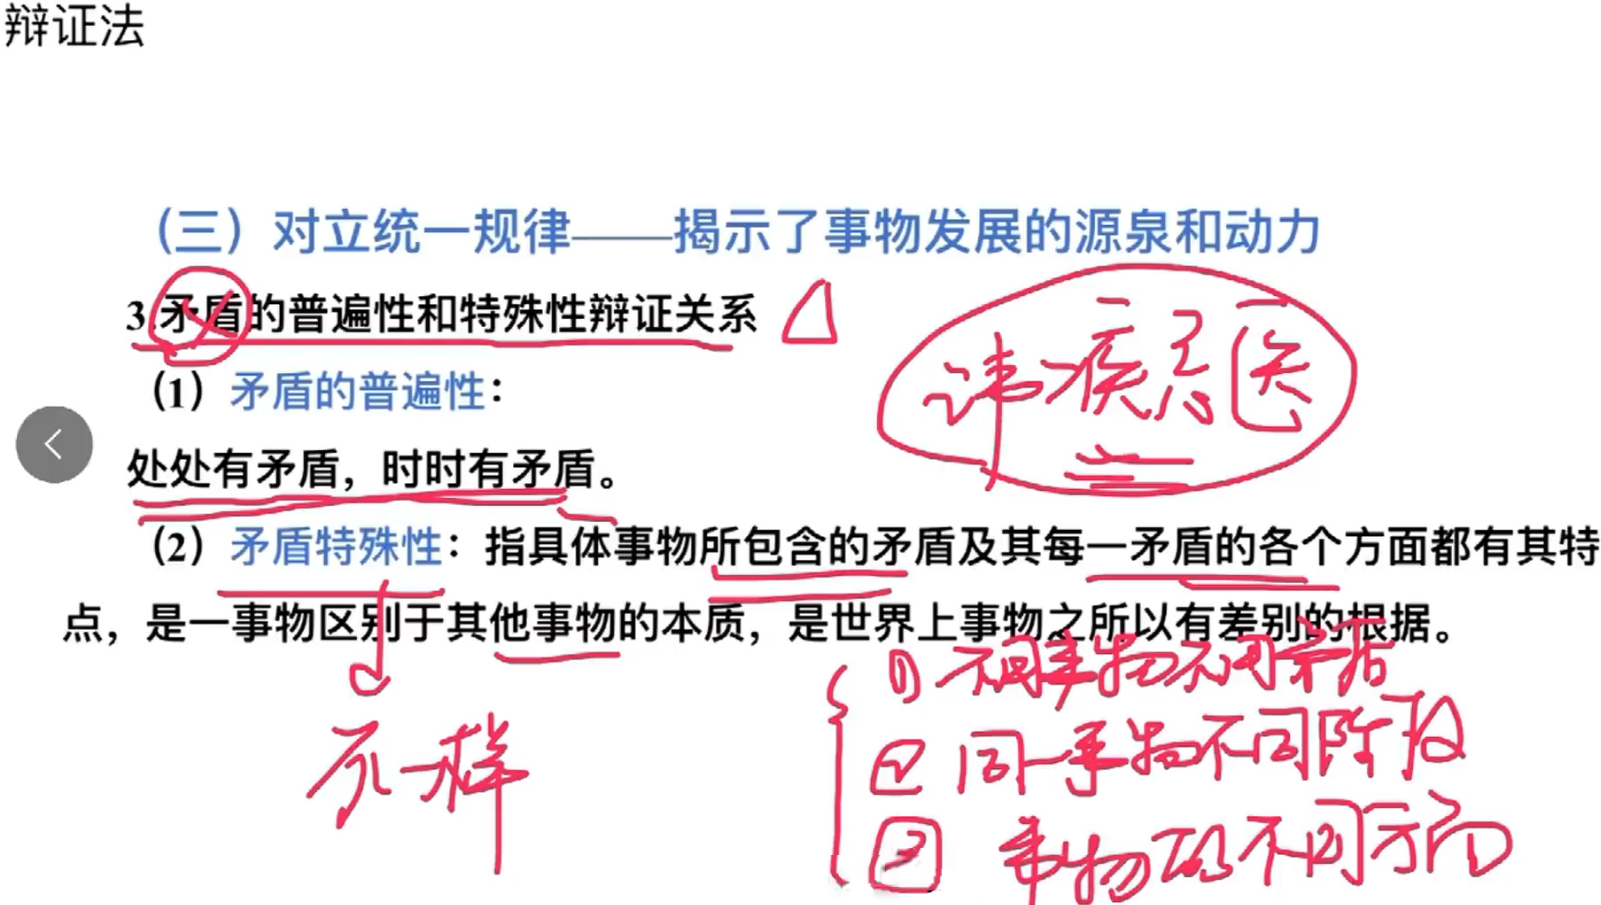 辩证法
（三）对立统一规律——揭示了事物发展的源泉和动力
3.矛盾的普遍性和特殊性辩证关系
讳疾忌医
（1）矛盾的普遍性：
处处有矛盾，时时有矛盾。
（2）矛盾特殊性：指具体事物所包含的矛盾及其每一矛盾的各个方面都有其特
点，是一事物区别于其他事物的本质，是世界上事物之所以有差别的根据。
不一样
① 不同事物不同矛盾
② 同一事物不同阶段
③ 事物的不同方面